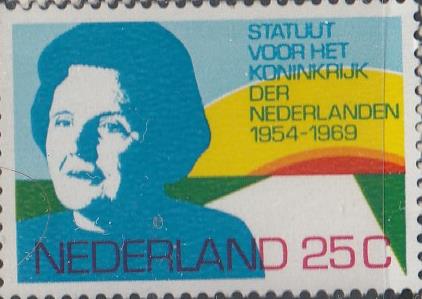 STATUUT
VOOR HET
KONINKRIJK
DER
NEDERLANDEN
1954-1969
NEDERLAND 25 C